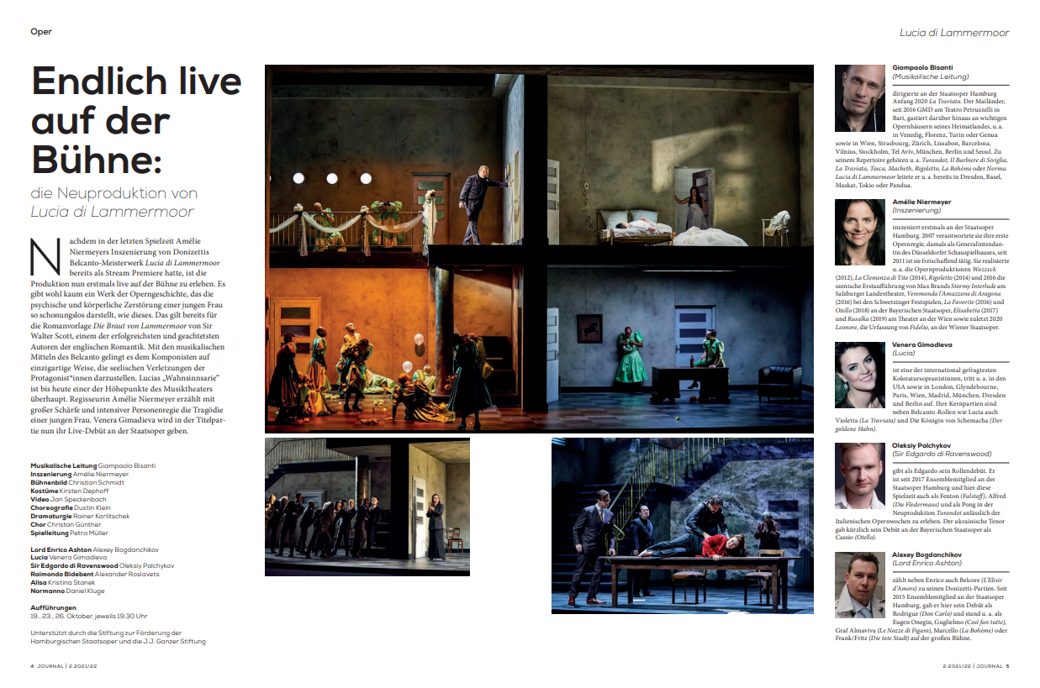 Oper
Lucia di Lammermoor
Endlich live
auf der
Bühne:
die Neuproduktion von
Lucia di Lammermoor
Nachdem in der letzten Spielzeit Amélie
Niermeyers Inszenierung von Donizettis
Belcanto-Meisterwerk Lucia di Lammermoor
bereits als Stream Premiere hatte, ist die
Produktion nun erstmals live auf der Bühne zu erleben. Es
gibt wohl kaum ein Werk der Operngeschichte, das die
psychische und körperliche Zerstörung einer jungen Frau
so schonungslos darstellt, wie dieses. Das gilt bereits für
die Romanvorlage Die Braut von Lammermoor von Sir
Walter Scott, einem der erfolgreichsten und geachtetsten
Autoren der englischen Romantik. Mit den musikalischen
Mitteln des Belcanto gelingt es dem Komponisten auf
einzigartige Weise, die seelischen Verletzungen der
Protagonist*innen darzustellen. Lucias „Wahnsinnsarie“
ist bis heute einer der Höhepunkte des Musiktheaters
überhaupt. Regisseurin Amélie Niermeyer erzählt mit
großer Schärfe und intensiver Personenregie die Tragödie
einer jungen Frau. Venera Gimadieva wird in der Titelpar-
tie nun ihr Live-Debüt an der Staatsoper geben.
Musikalische Leitung Giampaolo Bisanti
Inszenierung Amélie Niermeyer
Bühnenbild Christian Schmidt
Kostüme Kirsten Dephoff
Video Jan Speckenbach
Choreografie Dustin Klein
Dramaturgie Rainer Karlitschek
Chor Christian Günther
Spielleitung Petra Müller
Lord Enrico Ashton Alexey Bogdanchikov
Lucia Venera Gimadieva
Sir Edgardo di Ravenswood Oleksiy Palchykov
Raimondo Bidebent Alexander Roslavets
Alisa Kristina Stanek
Normanno Daniel Kluge
Aufführungen
19., 23., 26. Oktober, jeweils 19.30 Uhr
Unterstützt durch die Stiftung zur Förderung der
Hamburgischen Staatsoper und die J.J. Ganzer Stiftung
4 JOURNAL | 2.2021/22
Giampaolo Bisanti
(Musikalische Leitung)
dirigierte an der Staatsoper Hamburg
Anfang 2020 La Traviata. Der Mailänder,
seit 2016 GMD am Teatro Petruzzelli in
Bari, gastiert darüber hinaus an wichtigen
Opernhäusern seines Heimatlandes, u. a.
in Venedig, Florenz, Turin oder Genua
sowie in Wien, Strasbourg, Zürich, Lissabon, Barcelona,
Vilnius, Stockholm, Tel Aviv, München, Berlin und Seoul. Zu
seinem Repertoire gehören u. a. Turandot, Il Barbiere di Siviglia,
La Traviata, Tosca, Macbeth, Rigoletto, La Bohème oder Norma.
Lucia di Lammermoor leitete er u. a. bereits in Dresden, Basel,
Maskat, Tokio oder Padua.
Amélie Niermeyer
(Inszenierung)
inszeniert erstmals an der Staatsoper
Hamburg. 2007 verantwortete sie ihre erste
Opernregie, damals als Generalintendan-
tin des Düsseldorfer Schauspielhauses, seit
2011 ist sie freischaffend tätig. Sie realisierte
u. a. die Opernproduktionen Wozzeck
(2012), La Clemenza di Tito (2014), Rigoletto (2014) und 2016 die
szenische Erstaufführung von Max Brands Stormy Interlude am
Salzburger Landestheater, Veremonda l'Amazzone di Aragona
(2016) bei den Schwetzinger Festspielen, La Favorite (2016) und
Otello (2018) an der Bayerischen Staatsoper, Elisabetta (2017)
und Rusalka (2019) am Theater an der Wien sowie zuletzt 2020
Leonore, die Urfassung von Fidelio, an der Wiener Staatsoper.
Venera Gimadieva
(Lucia)
ist eine der international gefragtesten
Koloratursopranistinnen, tritt u. a. in den
USA sowie in London, Glyndebourne,
Paris, Wien, Madrid, München, Dresden
und Berlin auf. Ihre Kernpartien sind
neben Belcanto-Rollen wie Lucia auch
Violetta (La Traviata) und Die Königin von Schemacha (Der
goldene Hahn).
Oleksiy Palchykov
(Sir Edgardo di Ravenswood)
gibt als Edgardo sein Rollendebüt. Er
ist seit 2017 Ensemblemitglied an der
Staatsoper Hamburg und hier diese
Spielzeit auch als Fenton (Falstaff), Alfred
(Die Fledermaus) und als Pong in der
Neuproduktion Turandot anlässlich der
Italienischen Opernwochen zu erleben. Der ukrainische Tenor
gab kürzlich sein Debüt an der Bayerischen Staatsoper als
Cassio (Otello).
Alexey Bogdanchikov
(Lord Enrico Ashton)
zählt neben Enrico auch Belcore (L'Elisir
d'Amore) zu seinen Donizetti-Partien. Seit
2015 Ensemblemitglied an der Staatsoper
Hamburg, gab er hier sein Debüt als
Rodrigue (Don Carlo) und stand u. a. als
Eugen Onegin, Guglielmo (Così fan tutte),
Graf Almaviva (Le Nozze di Figaro), Marcello (La Bohème) oder
Frank/Fritz (Die tote Stadt) auf der großen Bühne.
2.2021/22 | JOURNAL 5